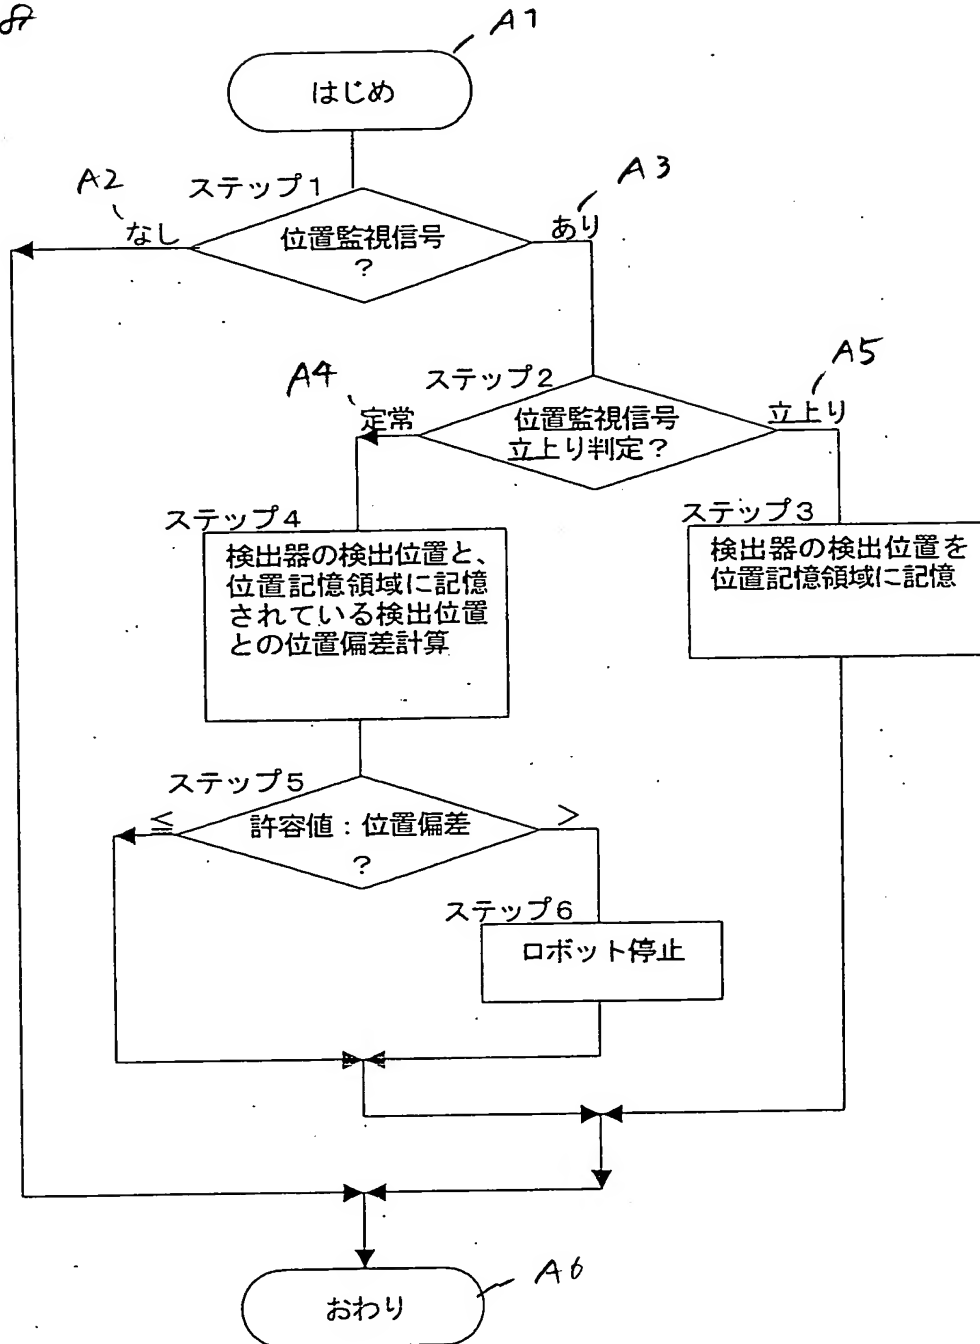 A1
はじめ
A2
ステップ1
A3
なし
位置監視信号
?
あり
A4
ステップ2
A5
定常
位置監視信号
立上り判定?
立上り
ステップ4
検出器の検出位置と、
位置記憶領域に記憶
されている検出位置
との位置偏差計算
ステップ3
検出器の検出位置を
位置記憶領域に記憶
ステップ5
≦
許容値:位置偏差
?
>
ステップ6
ロボット停止
おわり
A6